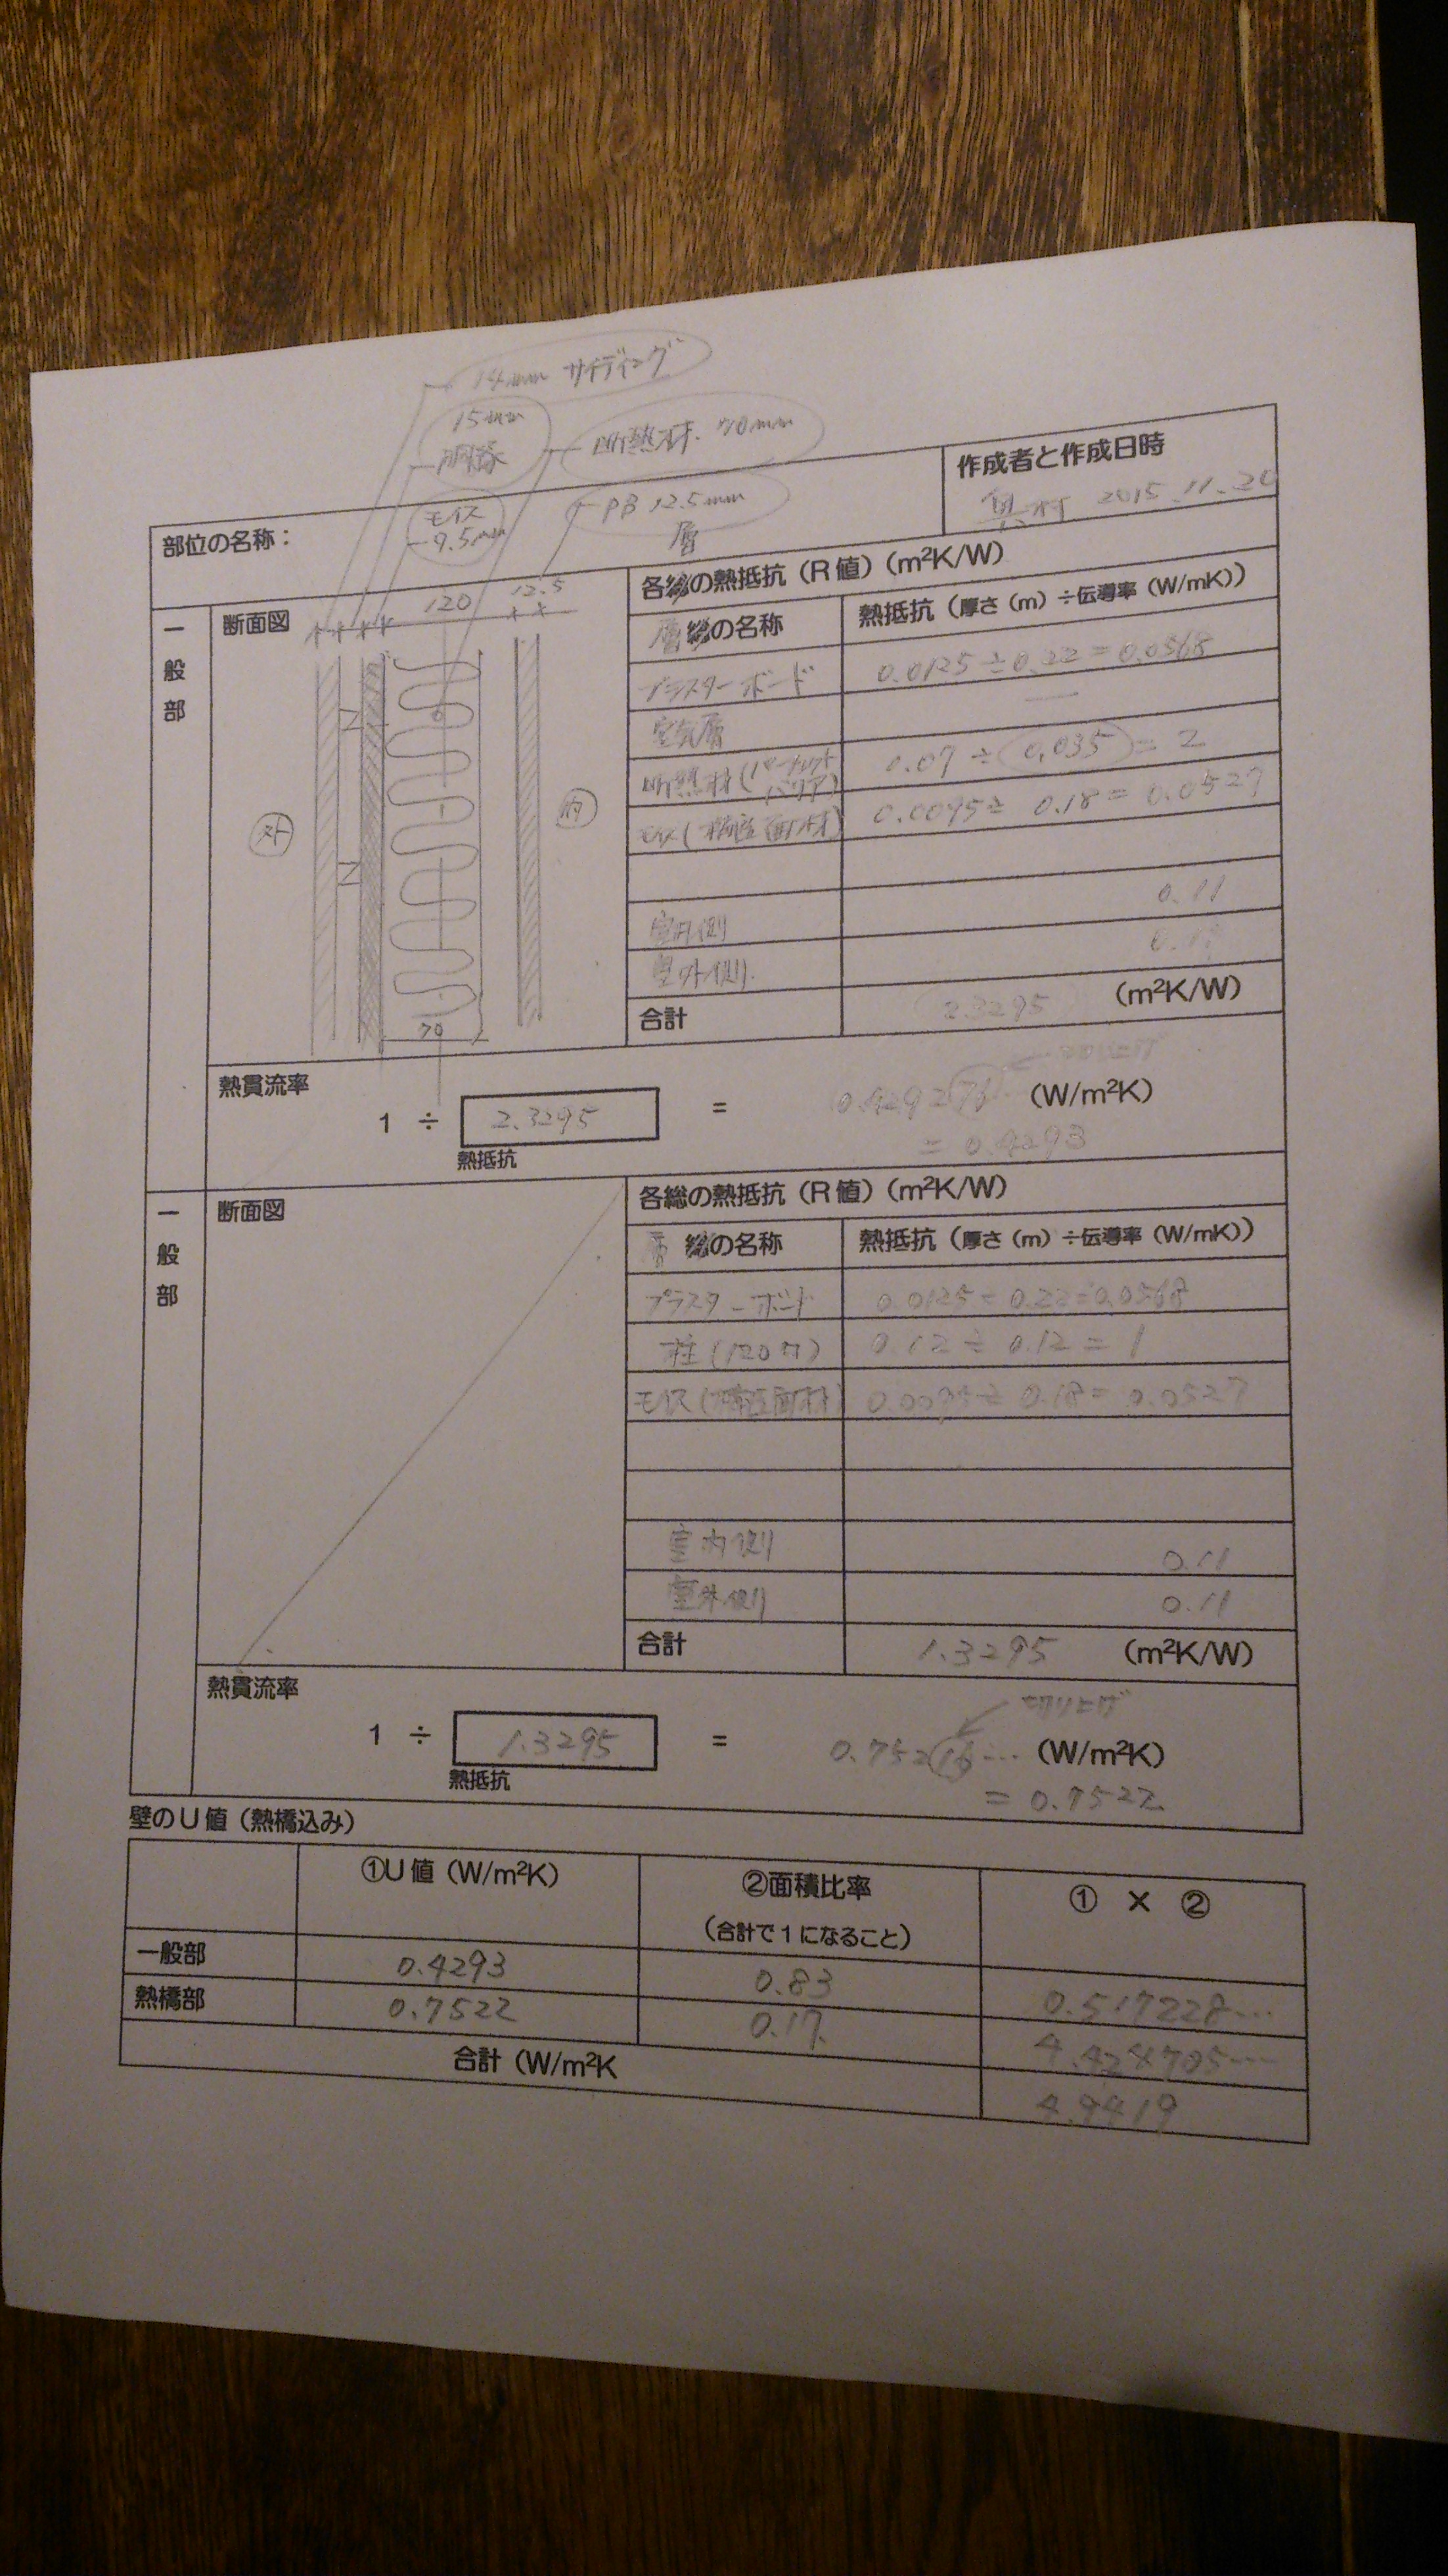 14mm サイディング
15mm
胴縁
断熱材 70mm
モイス
9.5mm
PB 12.5mm
作成者と作成日時
奥村 2015.11.20
部位の名称：
層
各総の熱抵抗（R値）（m²K/W）
一般部
断面図
120
12.5
層 総の名称
熱抵抗（厚さ（m）÷伝導率（W/mK））
プラスターボード
0.0125÷0.22=0.0568
空気層
—
断熱材(パーフェクトバリア)
0.07÷0.035=2
モイス(構造面材)
0.0095÷0.18=0.0527
外
内
70
室内側
0.11
室外側
合計
2.3295
（m²K/W）
熱貫流率
1 ÷ 2.3295 = 0.429276 （W/m²K）
熱抵抗
= 0.4293
一般部
断面図
各総の熱抵抗（R値）（m²K/W）
層 総の名称
熱抵抗（厚さ（m）÷伝導率（W/mK））
プラスターボード
0.0125÷0.22=0.0568
柱(120角)
0.12÷0.12=1
モイス(構造面材)
0.0095÷0.18=0.0527
室内側
0.11
室外側
0.11
合計
1.3295
（m²K/W）
熱貫流率
切り上げ
1 ÷ 1.3295 = 0.75216… （W/m²K）
熱抵抗
= 0.7522
壁のU値（熱橋込み）
①U値（W/m²K）
②面積比率
（合計で1になること）
① × ②
一般部
0.4293
0.83
0.517228…
熱橋部
0.7522
0.17
4.424705…
合計（W/m²K
4.9419